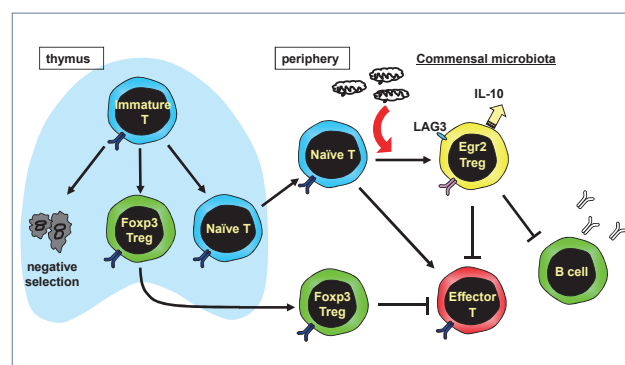 thymus
periphery
Commensal microbiota
Immature
T
IL-10
LAG3
Naïve T
Egr2
Treg
Foxp3
Treg
Naïve T
negative
selection
B cell
Foxp3
Treg
Effector
T